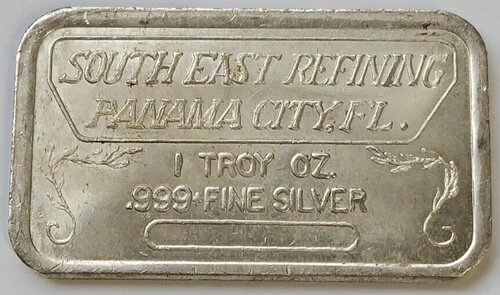 SOUTH EAST REFINING
PANAMA CITY, FL.
1 TROY OZ.
.999+FINE SILVER